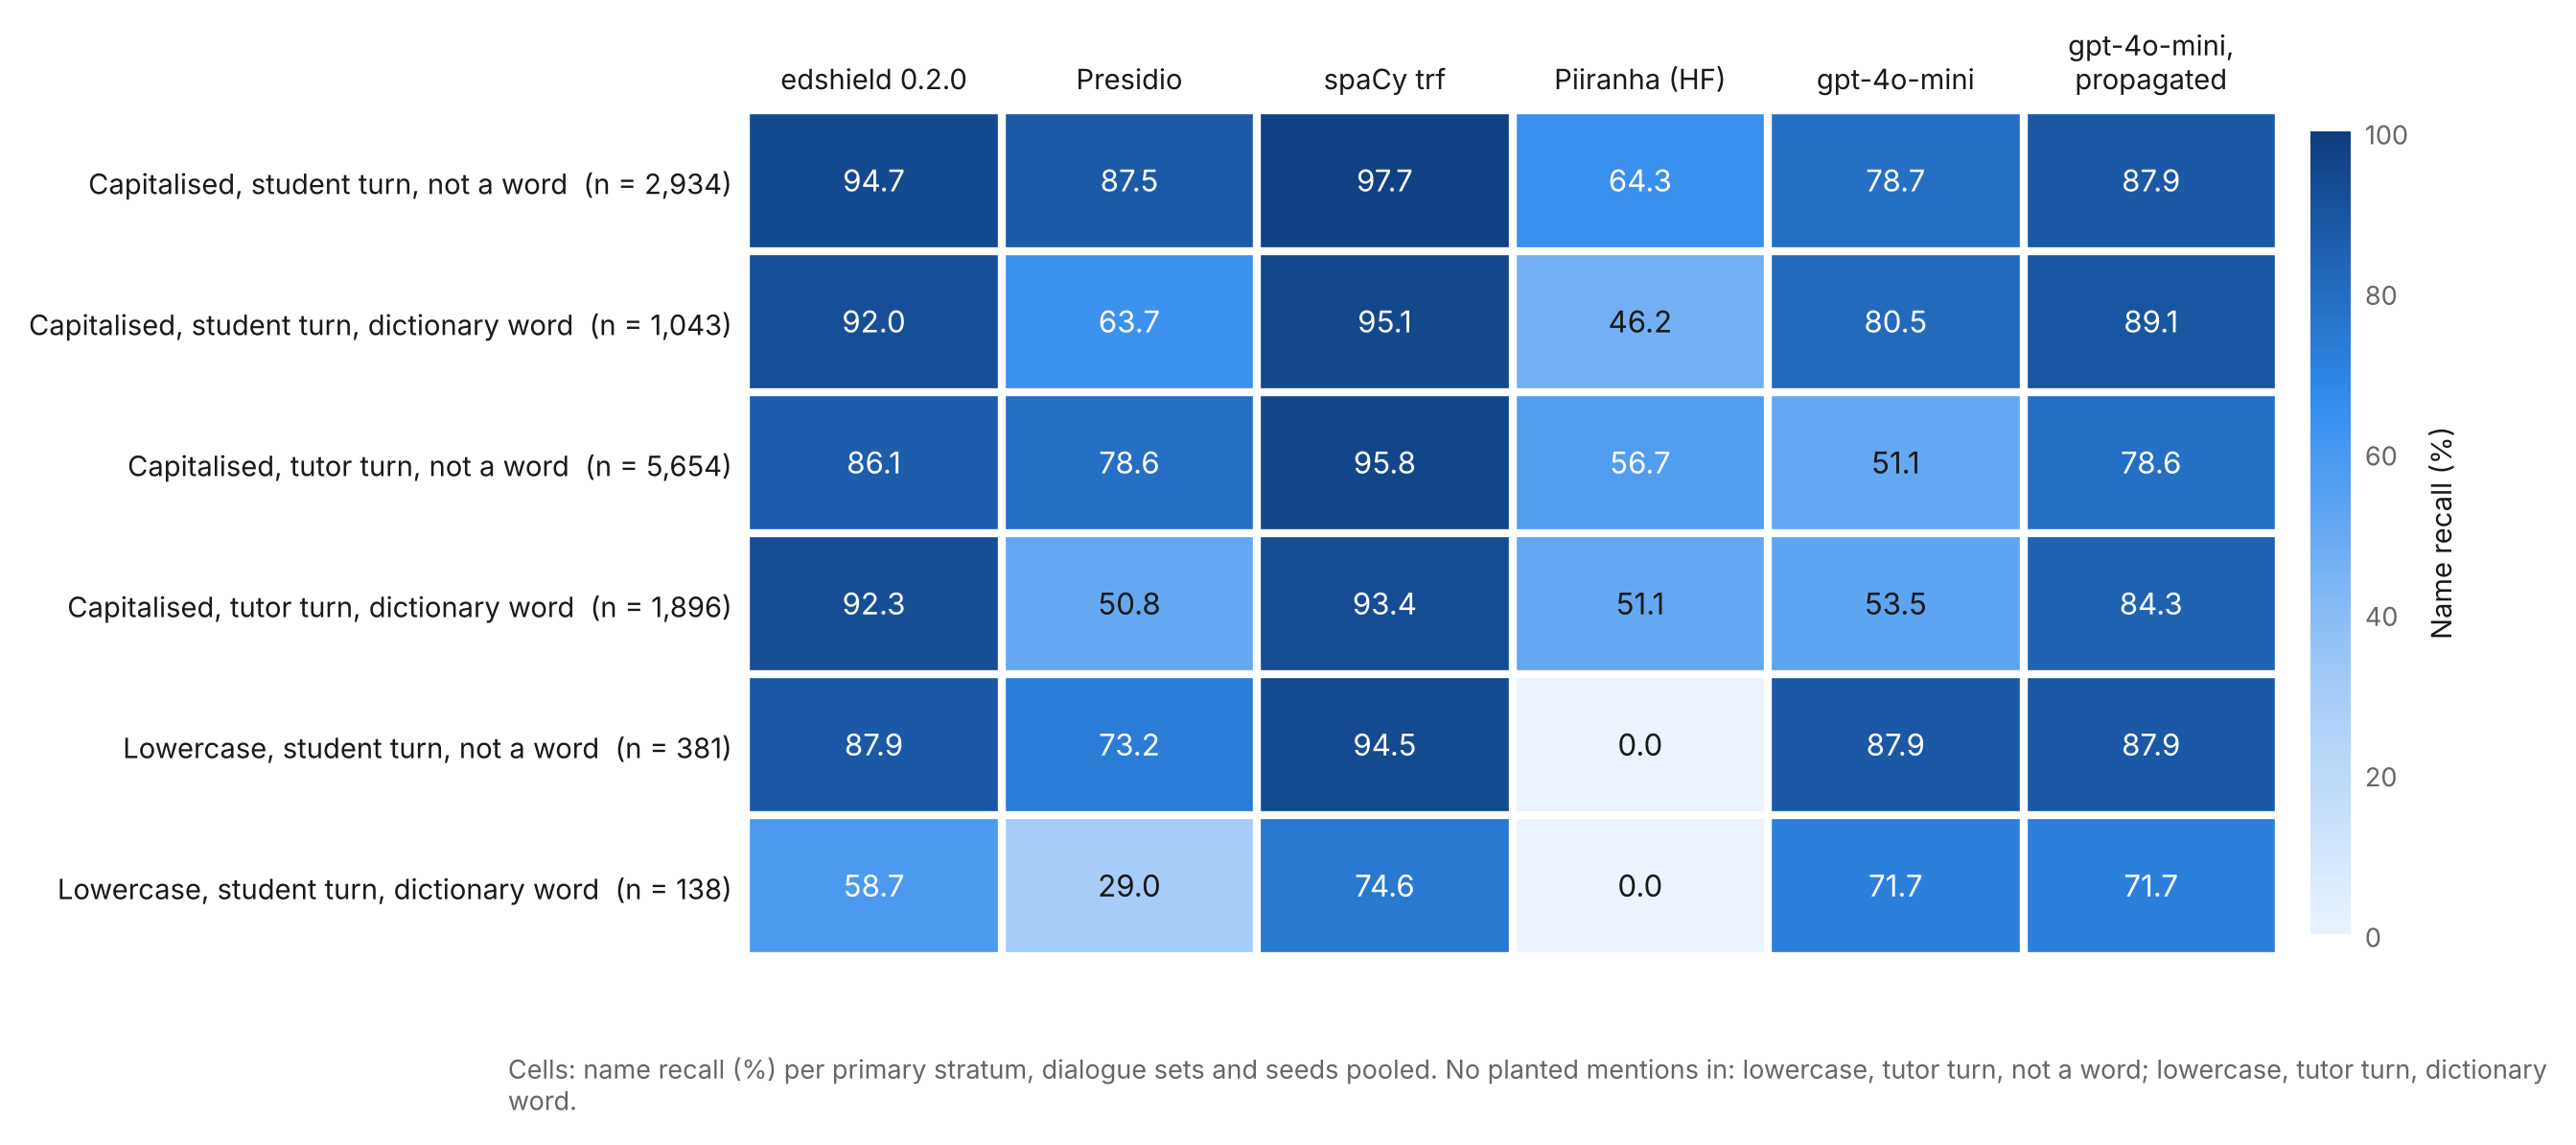 edshield 0.2.0 Presidio spaCy trf Piiranha (HF) gpt-4o-mini gpt-4o-mini,
propagated
Capitalised, student turn, not a word (n = 2,934) 94.7 87.5 97.7 64.3 78.7 87.9
Capitalised, student turn, dictionary word (n = 1,043) 92.0 63.7 95.1 46.2 80.5 89.1
Capitalised, tutor turn, not a word (n = 5,654) 86.1 78.6 95.8 56.7 51.1 78.6
Capitalised, tutor turn, dictionary word (n = 1,896) 92.3 50.8 93.4 51.1 53.5 84.3
Lowercase, student turn, not a word (n = 381) 87.9 73.2 94.5 0.0 87.9 87.9
Lowercase, student turn, dictionary word (n = 138) 58.7 29.0 74.6 0.0 71.7 71.7
100
80
60
40
20
0
Name recall (%)
Cells: name recall (%) per primary stratum, dialogue sets and seeds pooled. No planted mentions in: lowercase, tutor turn, not a word; lowercase, tutor turn, dictionary
word.